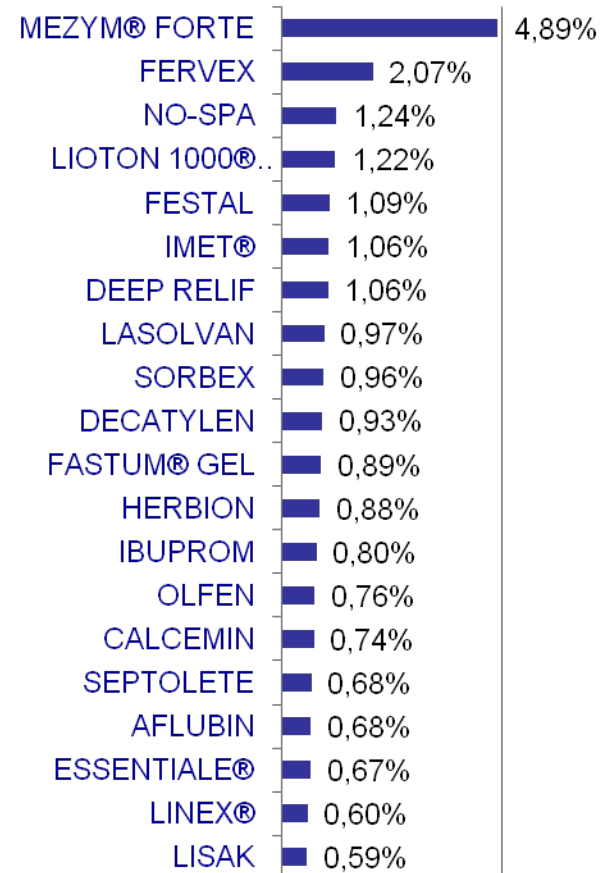 MEZYM® FORTE 4,89%
FERVEX 2,07%
NO-SPA 1,24%
LIOTON 1000®.. 1,22%
FESTAL 1,09%
IMET® 1,06%
DEEP RELIF 1,06%
LASOLVAN 0,97%
SORBEX 0,96%
DECATYLEN 0,93%
FASTUM® GEL 0,89%
HERBION 0,88%
IBUPROM 0,80%
OLFEN 0,76%
CALCEMIN 0,74%
SEPTOLETE 0,68%
AFLUBIN 0,68%
ESSENTIALE® 0,67%
LINEX® 0,60%
LISAK 0,59%